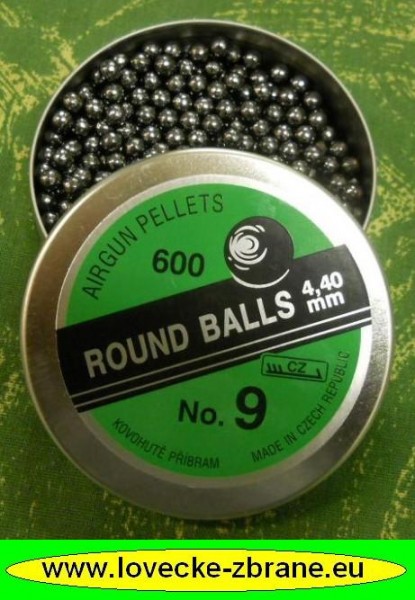 AIRGUN PELLETS
600
ROUND BALLS 4,40 mm
CZ
No. 9
KOVOHUTĚ PŘÍBRAM
MADE IN CZECH REPUBLIC
www.lovecke-zbrane.eu